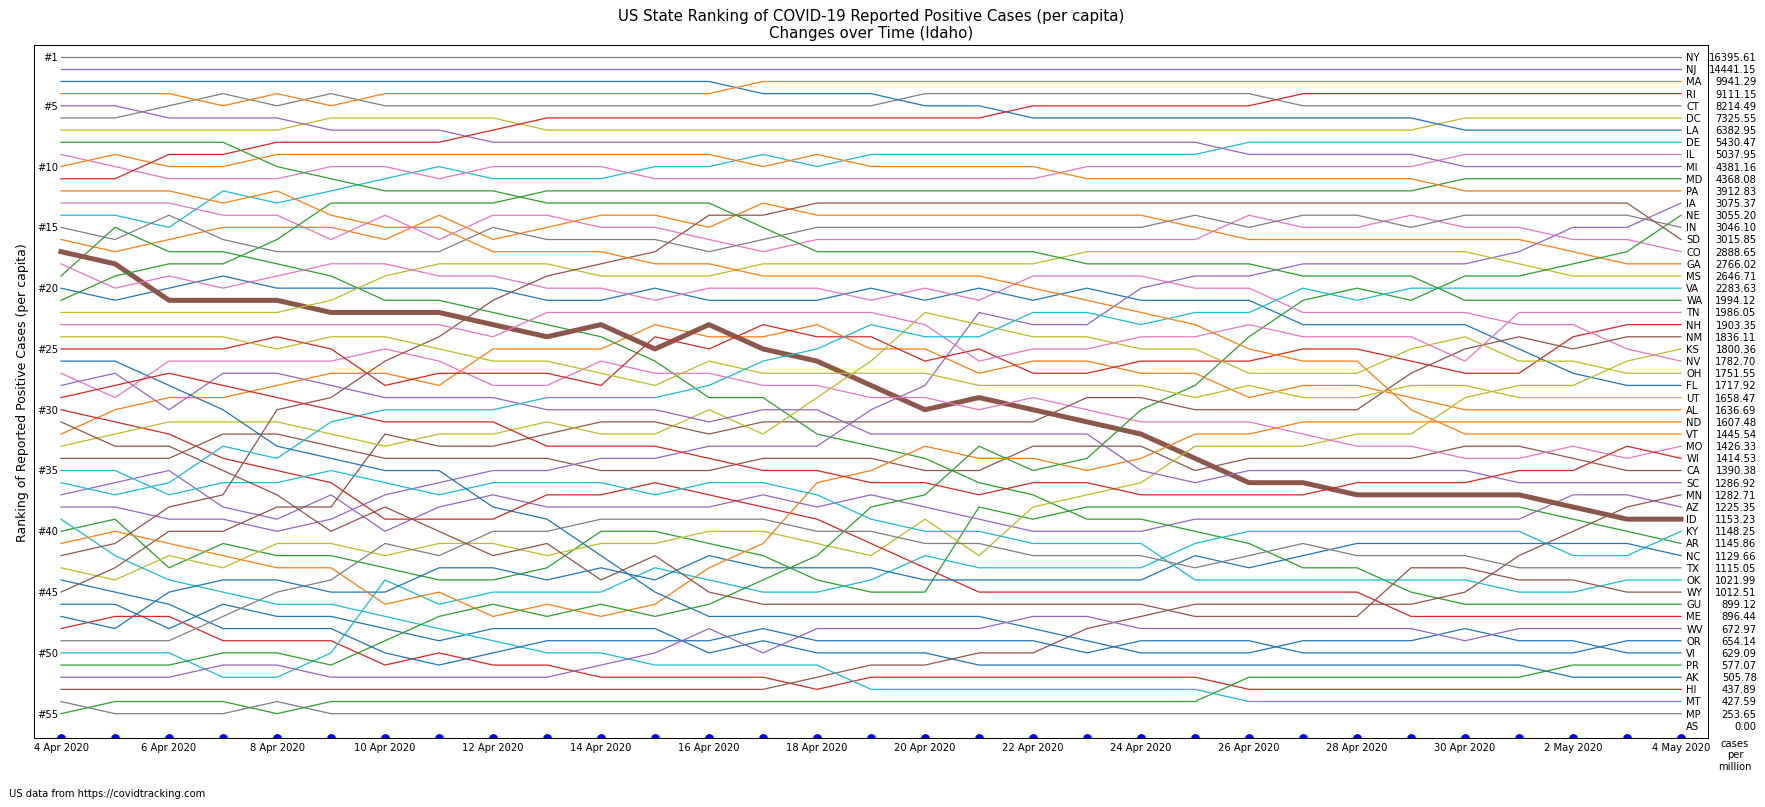 US State Ranking of COVID-19 Reported Positive Cases (per capita)
Changes over Time (Idaho)
Ranking of Reported Positive Cases (per capita)
#1
#5
#10
#15
#20
#25
#30
#35
#40
#45
#50
#55
NY 16395.61
NJ 14441.15
MA 9941.29
RI 9111.15
CT 8214.49
DC 7325.55
LA 6382.95
DE 5430.47
IL 5037.95
MI 4381.16
MD 4368.08
PA 3912.83
IA 3075.37
NE 3055.20
IN 3046.10
SD 3015.85
CO 2888.65
GA 2766.02
MS 2646.71
VA 2283.63
WA 1994.12
TN 1986.05
NH 1903.35
NM 1836.11
KS 1800.36
NV 1782.70
OH 1751.55
FL 1717.92
UT 1658.47
AL 1636.69
ND 1607.48
VT 1445.54
MO 1426.33
WI 1414.53
CA 1390.38
SC 1286.92
MN 1282.71
AZ 1225.35
ID 1153.23
KY 1148.25
AR 1145.86
NC 1129.66
TX 1115.05
OK 1021.99
WY 1012.51
GU 899.12
ME 896.44
WV 672.97
OR 654.14
VI 629.09
PR 577.07
AK 505.78
HI 437.89
MT 427.59
MP 253.65
AS 0.00
4 Apr 2020 6 Apr 2020 8 Apr 2020 10 Apr 2020 12 Apr 2020 14 Apr 2020 16 Apr 2020 18 Apr 2020 20 Apr 2020 22 Apr 2020 24 Apr 2020 26 Apr 2020 28 Apr 2020 30 Apr 2020 2 May 2020 4 May 2020
cases
per
million
US data from https://covidtracking.com